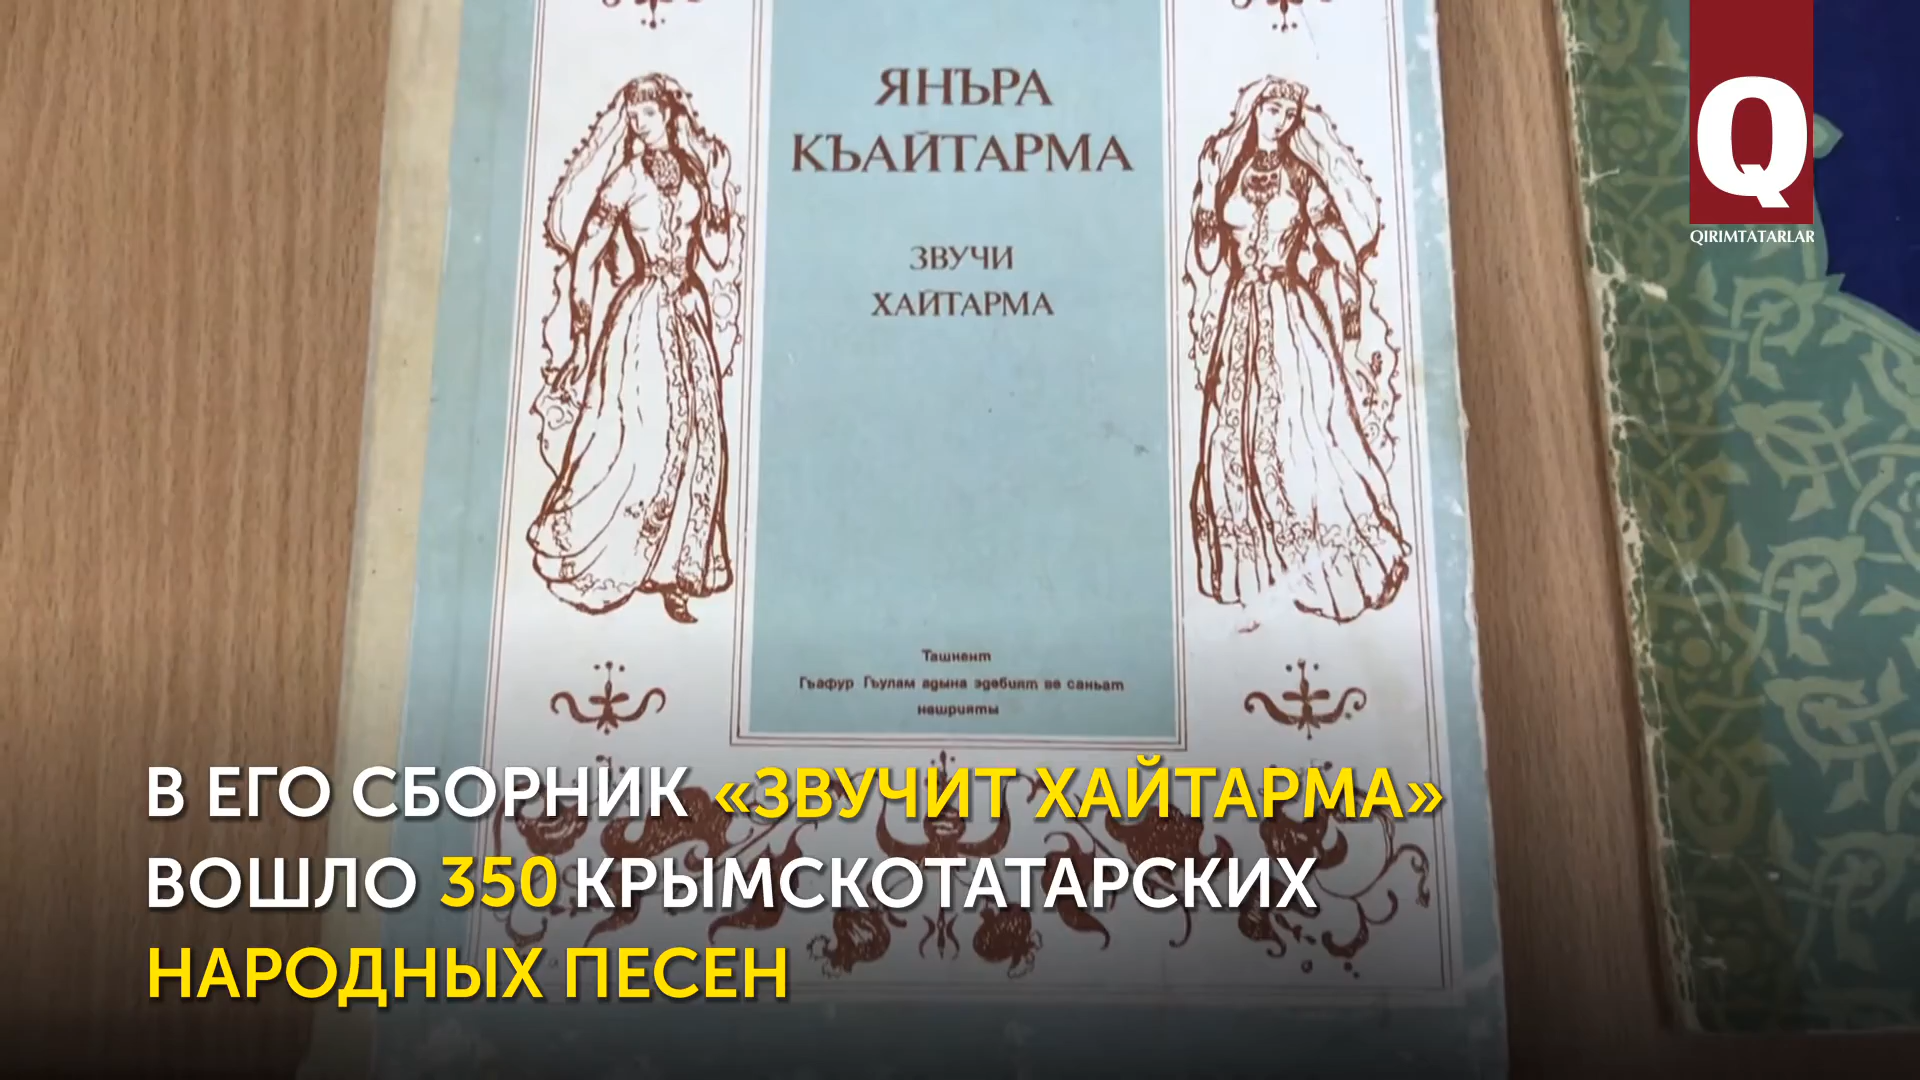 ЯНЪРА
КЪАЙТАРМА
ЗВУЧИ
ХАЙТАРМА
Q
QIRIMTATARLAR
Ташкент
Гъафур Гъулам адына эдебият ве санъат
нешрияты
В ЕГО СБОРНИК «ЗВУЧИТ ХАЙТАРМА»
ВОШЛО 350 КРЫМСКОТАТАРСКИХ
НАРОДНЫХ ПЕСЕН